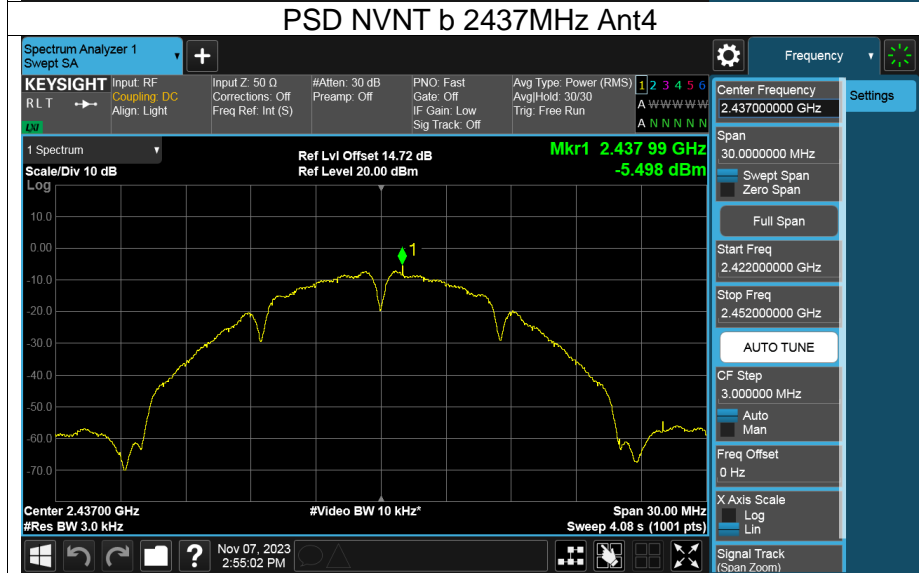 PSD NVNT b 2437MHz Ant4
Spectrum Analyzer 1
Swept SA
+
Frequency
KEYSIGHT
RLT
LXI
Input: RF
Coupling: DC
Align: Light
Input Z: 50 Ω
Corrections: Off
Freq Ref: Int (S)
#Atten: 30 dB
Preamp: Off
PNO: Fast
Gate: Off
IF Gain: Low
Sig Track: Off
Avg Type: Power (RMS)
Avg|Hold: 30/30
Trig: Free Run
1 2 3 4 5 6
A W W W W W
A N N N N N
1 Spectrum
Scale/Div 10 dB
Log
Ref Lvl Offset 14.72 dB
Ref Level 20.00 dBm
Mkr1 2.437 99 GHz
-5.498 dBm
10.0
0.00
-10.0
-20.0
-30.0
-40.0
-50.0
-60.0
-70.0
1
Center 2.43700 GHz
#Res BW 3.0 kHz
#Video BW 10 kHz*
Span 30.00 MHz
Sweep 4.08 s (1001 pts)
?
Nov 07, 2023
2:55:02 PM
Center Frequency
2.437000000 GHz
Span
30.0000000 MHz
Swept Span
Zero Span
Full Span
Start Freq
2.422000000 GHz
Stop Freq
2.452000000 GHz
AUTO TUNE
CF Step
3.000000 MHz
Auto
Man
Freq Offset
0 Hz
X Axis Scale
Log
Lin
Signal Track
(Span Zoom)
Settings